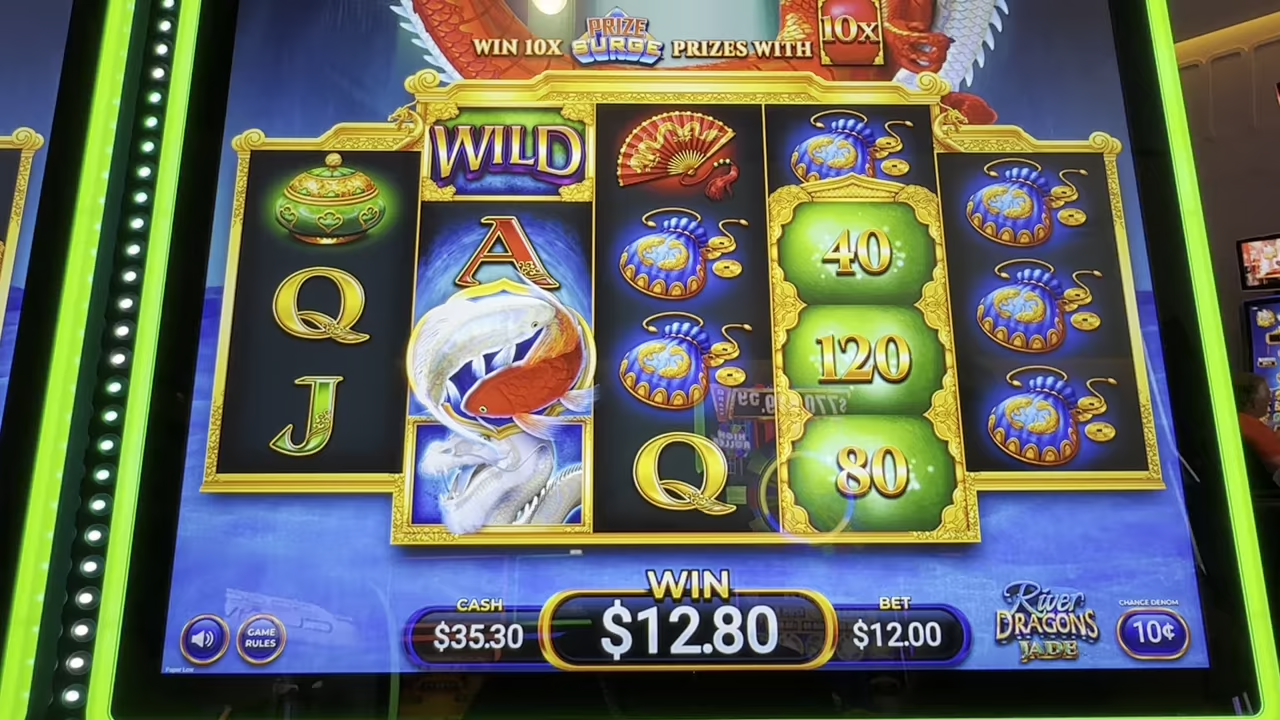 WIN 10X PRIZE SURGE PRIZES WITH 10X
WILD
A
Q
J
Q
40
120
80
WIN
$12.80
CASH
$35.30
BET
$12.00
GAME RULES
River
DRAGONS
JADE
CHANGE DENOM
10¢